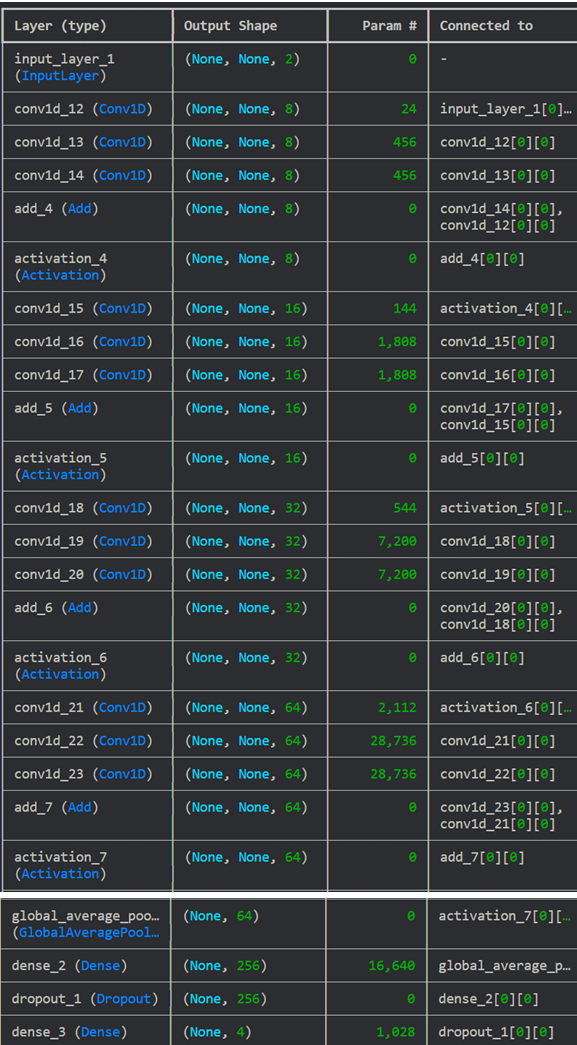 Layer (type) Output Shape Param # Connected to
input_layer_1 (None, None, 2) 0 -
(InputLayer)
conv1d_12 (Conv1D) (None, None, 8) 24 input_layer_1[0]…
conv1d_13 (Conv1D) (None, None, 8) 456 conv1d_12[0][0]
conv1d_14 (Conv1D) (None, None, 8) 456 conv1d_13[0][0]
add_4 (Add) (None, None, 8) 0 conv1d_14[0][0],
conv1d_12[0][0]
activation_4 (None, None, 8) 0 add_4[0][0]
(Activation)
conv1d_15 (Conv1D) (None, None, 16) 144 activation_4[0][…
conv1d_16 (Conv1D) (None, None, 16) 1,808 conv1d_15[0][0]
conv1d_17 (Conv1D) (None, None, 16) 1,808 conv1d_16[0][0]
add_5 (Add) (None, None, 16) 0 conv1d_17[0][0],
conv1d_15[0][0]
activation_5 (None, None, 16) 0 add_5[0][0]
(Activation)
conv1d_18 (Conv1D) (None, None, 32) 544 activation_5[0][…
conv1d_19 (Conv1D) (None, None, 32) 7,200 conv1d_18[0][0]
conv1d_20 (Conv1D) (None, None, 32) 7,200 conv1d_19[0][0]
add_6 (Add) (None, None, 32) 0 conv1d_20[0][0],
conv1d_18[0][0]
activation_6 (None, None, 32) 0 add_6[0][0]
(Activation)
conv1d_21 (Conv1D) (None, None, 64) 2,112 activation_6[0][…
conv1d_22 (Conv1D) (None, None, 64) 28,736 conv1d_21[0][0]
conv1d_23 (Conv1D) (None, None, 64) 28,736 conv1d_22[0][0]
add_7 (Add) (None, None, 64) 0 conv1d_23[0][0],
conv1d_21[0][0]
activation_7 (None, None, 64) 0 add_7[0][0]
(Activation)
global_average_poo… (None, 64) 0 activation_7[0][…
(GlobalAveragePool…
dense_2 (Dense) (None, 256) 16,640 global_average_p…
dropout_1 (Dropout) (None, 256) 0 dense_2[0][0]
dense_3 (Dense) (None, 4) 1,028 dropout_1[0][0]